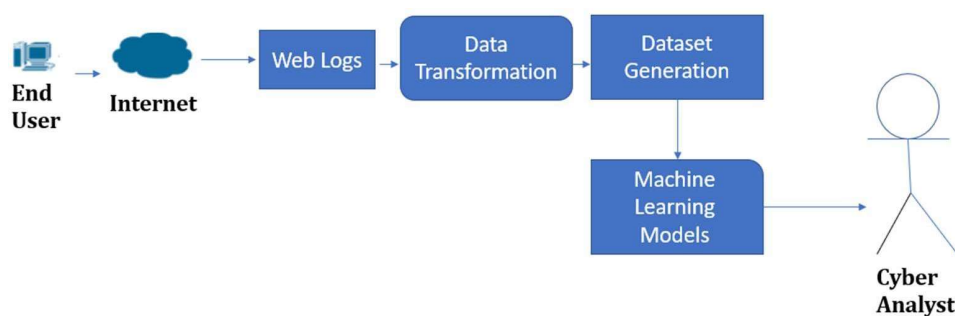 End
User
Internet
Web Logs
Data
Transformation
Dataset
Generation
Machine
Learning
Models
Cyber
Analyst